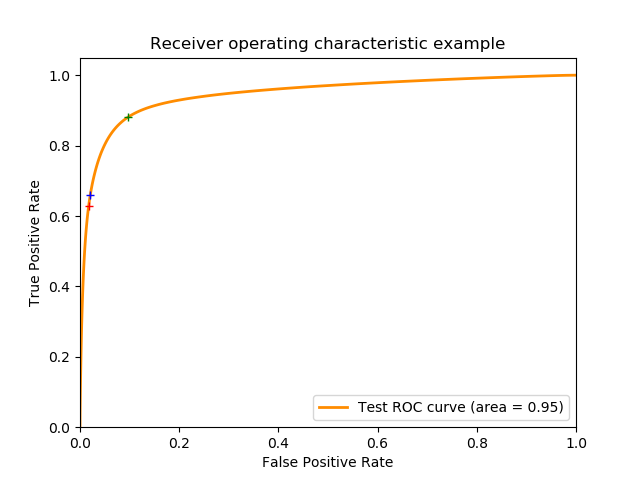 Receiver operating characteristic example
1.0
0.8
0.6
0.4
0.2
0.0
True Positive Rate
Test ROC curve (area = 0.95)
0.0 0.2 0.4 0.6 0.8 1.0
False Positive Rate